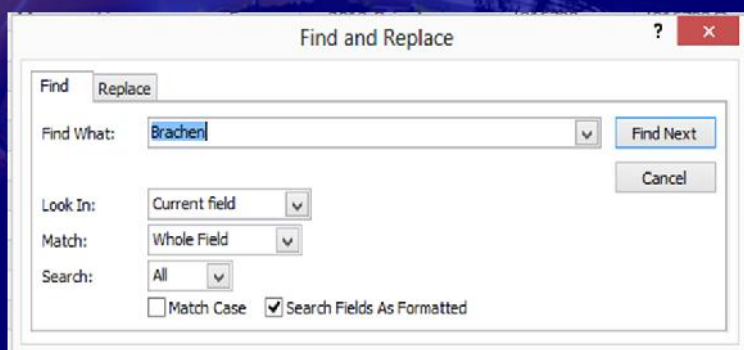 Find and Replace
?
Find Replace
Find What: Brachen Find Next
Cancel
Look In: Current field
Match: Whole Field
Search: All
Match Case Search Fields As Formatted